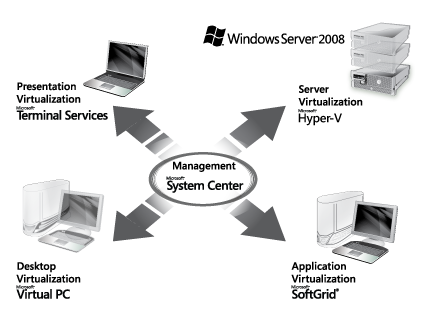 Windows Server 2008
Presentation
Virtualization
Microsoft
Terminal Services
Server
Virtualization
Microsoft
Hyper-V
Management
Microsoft
System Center
Desktop
Virtualization
Microsoft
Virtual PC
Application
Virtualization
Microsoft
SoftGrid®